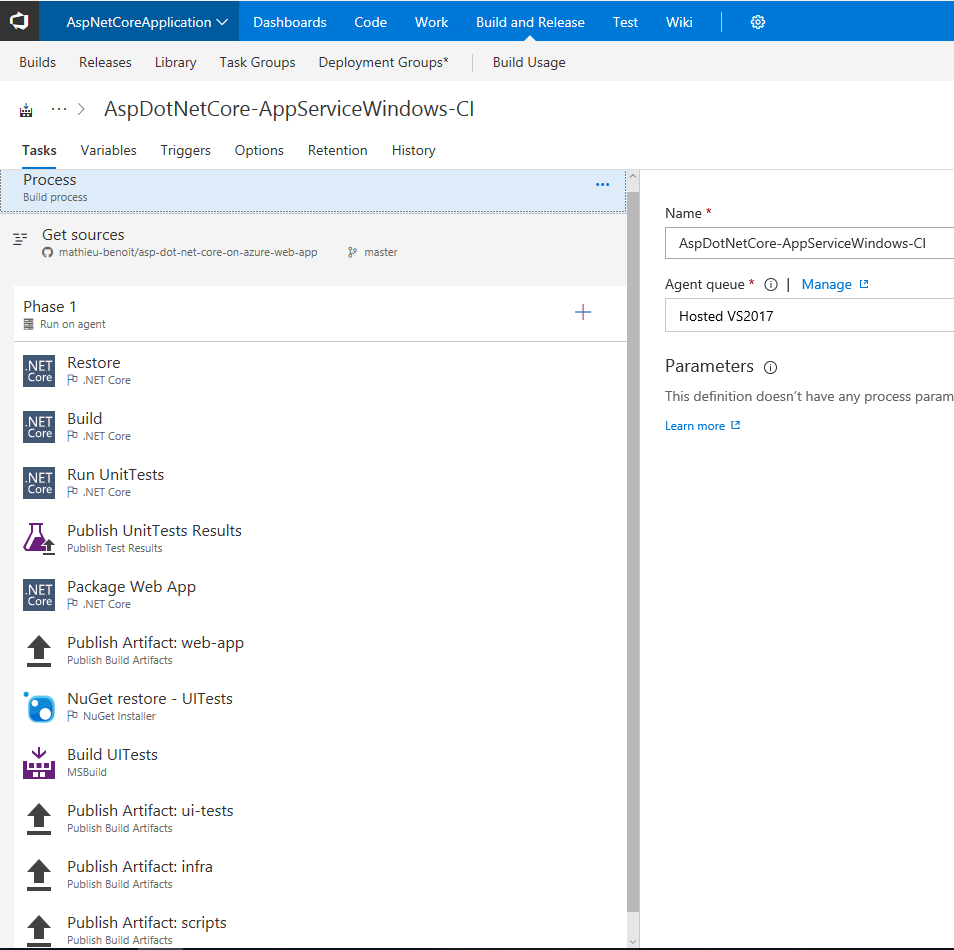 AspNetCoreApplication Dashboards Code Work Build and Release Test Wiki
Builds Releases Library Task Groups Deployment Groups* Build Usage
... AspDotNetCore-AppServiceWindows-CI
Tasks Variables Triggers Options Retention History
Process
Build process
Get sources
mathieu-benoit/asp-dot-net-core-on-azure-web-app master
Phase 1
Run on agent
.NET Core Restore
.NET Core
.NET Core Build
.NET Core
.NET Core Run UnitTests
.NET Core
Publish UnitTests Results
Publish Test Results
.NET Core Package Web App
.NET Core
Publish Artifact: web-app
Publish Build Artifacts
NuGet restore - UITests
NuGet Installer
Build UITests
MSBuild
Publish Artifact: ui-tests
Publish Build Artifacts
Publish Artifact: infra
Publish Build Artifacts
Publish Artifact: scripts
Publish Build Artifacts
Name *
AspDotNetCore-AppServiceWindows-CI
Agent queue * | Manage
Hosted VS2017
Parameters
This definition doesn't have any process param
Learn more